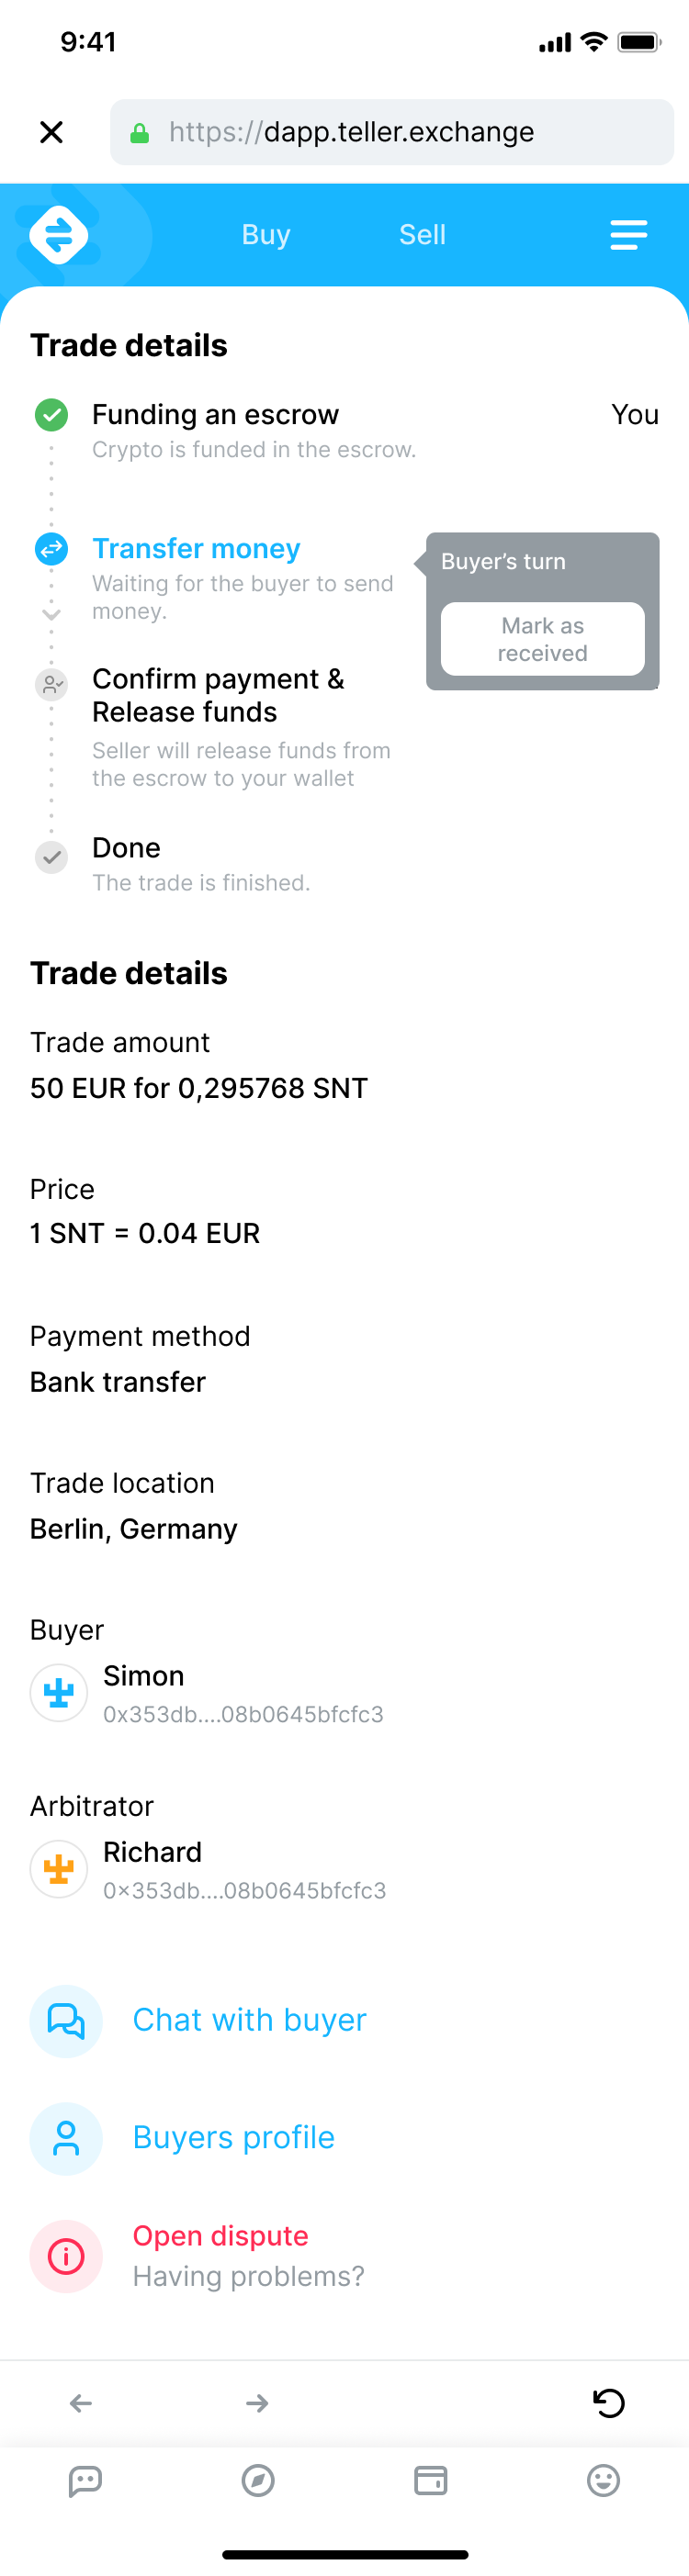 9:41
https://dapp.teller.exchange
Buy Sell
Trade details
Funding an escrow You
Crypto is funded in the escrow.
Transfer money
Waiting for the buyer to send
money.
Buyer’s turn
Mark as
received
Confirm payment &
Release funds
Seller will release funds from
the escrow to your wallet
Done
The trade is finished.
Trade details
Trade amount
50 EUR for 0,295768 SNT
Price
1 SNT = 0.04 EUR
Payment method
Bank transfer
Trade location
Berlin, Germany
Buyer
Simon
0x353db....08b0645bfcfc3
Arbitrator
Richard
0×353db....08b0645bfcfc3
Chat with buyer
Buyers profile
Open dispute
Having problems?